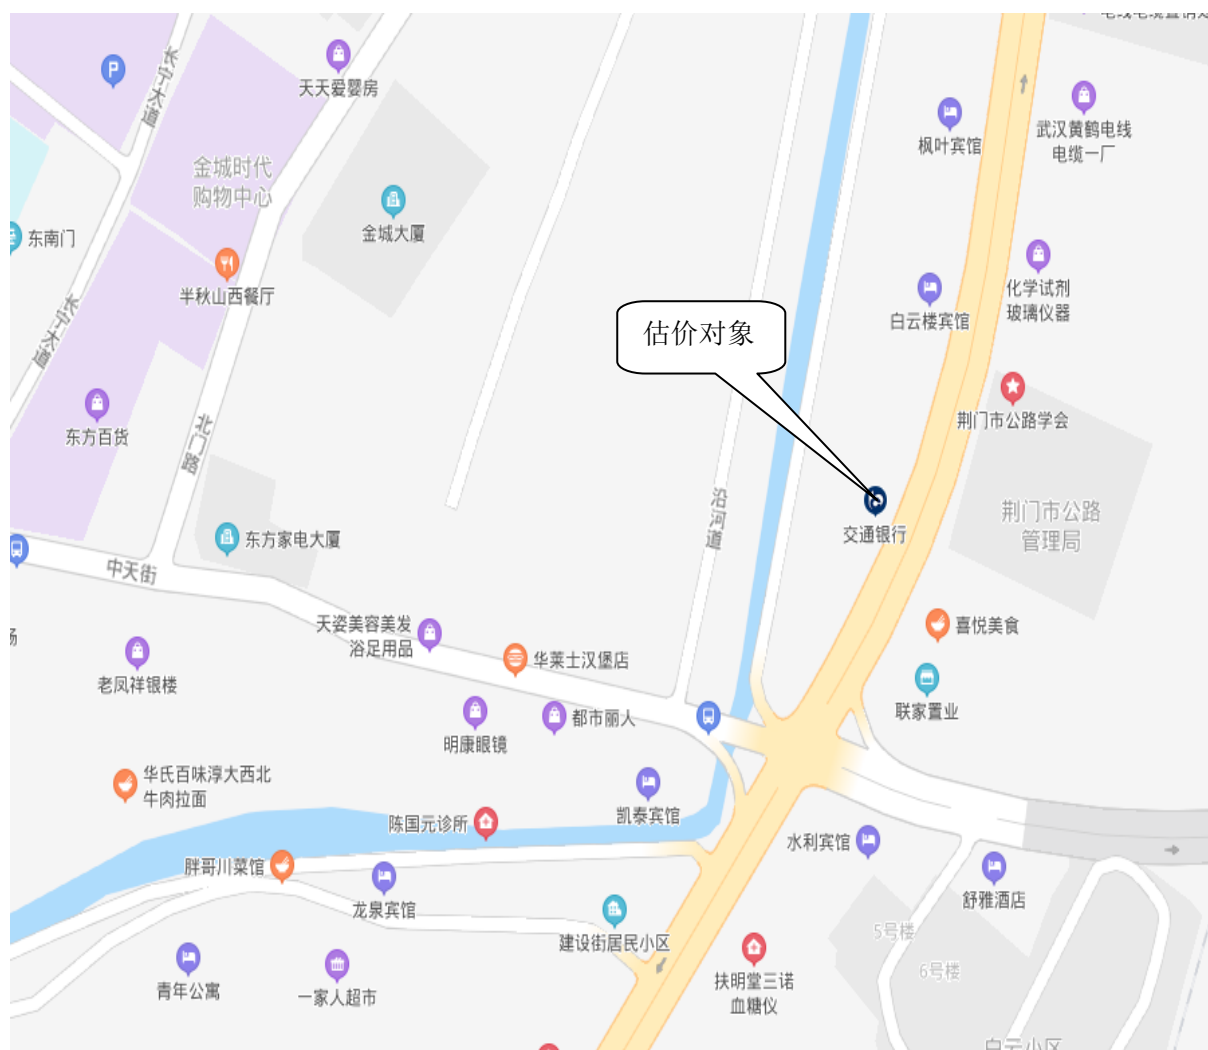 天天爱婴房
长宁大道
金城时代
购物中心
金城大厦
枫叶宾馆
武汉黄鹤电线
电缆一厂
东南门
半秋山西餐厅
化学试剂
玻璃仪器
白云楼宾馆
长宁大道
估价对象
东方百货
北门路
荆门市公路学会
沿河道
交通银行
荆门市公路
管理局
东方家电大厦
中天街
天姿美容美发
浴足用品
华莱士汉堡店
喜悦美食
老凤祥银楼
联家置业
明康眼镜
都市丽人
华氏百味淳大西北
牛肉拉面
凯泰宾馆
陈国元诊所
水利宾馆
胖哥川菜馆
龙泉宾馆
舒雅酒店
建设街居民小区
5号楼
6号楼
青年公寓
一家人超市
扶明堂三诺
血糖仪
白云小区